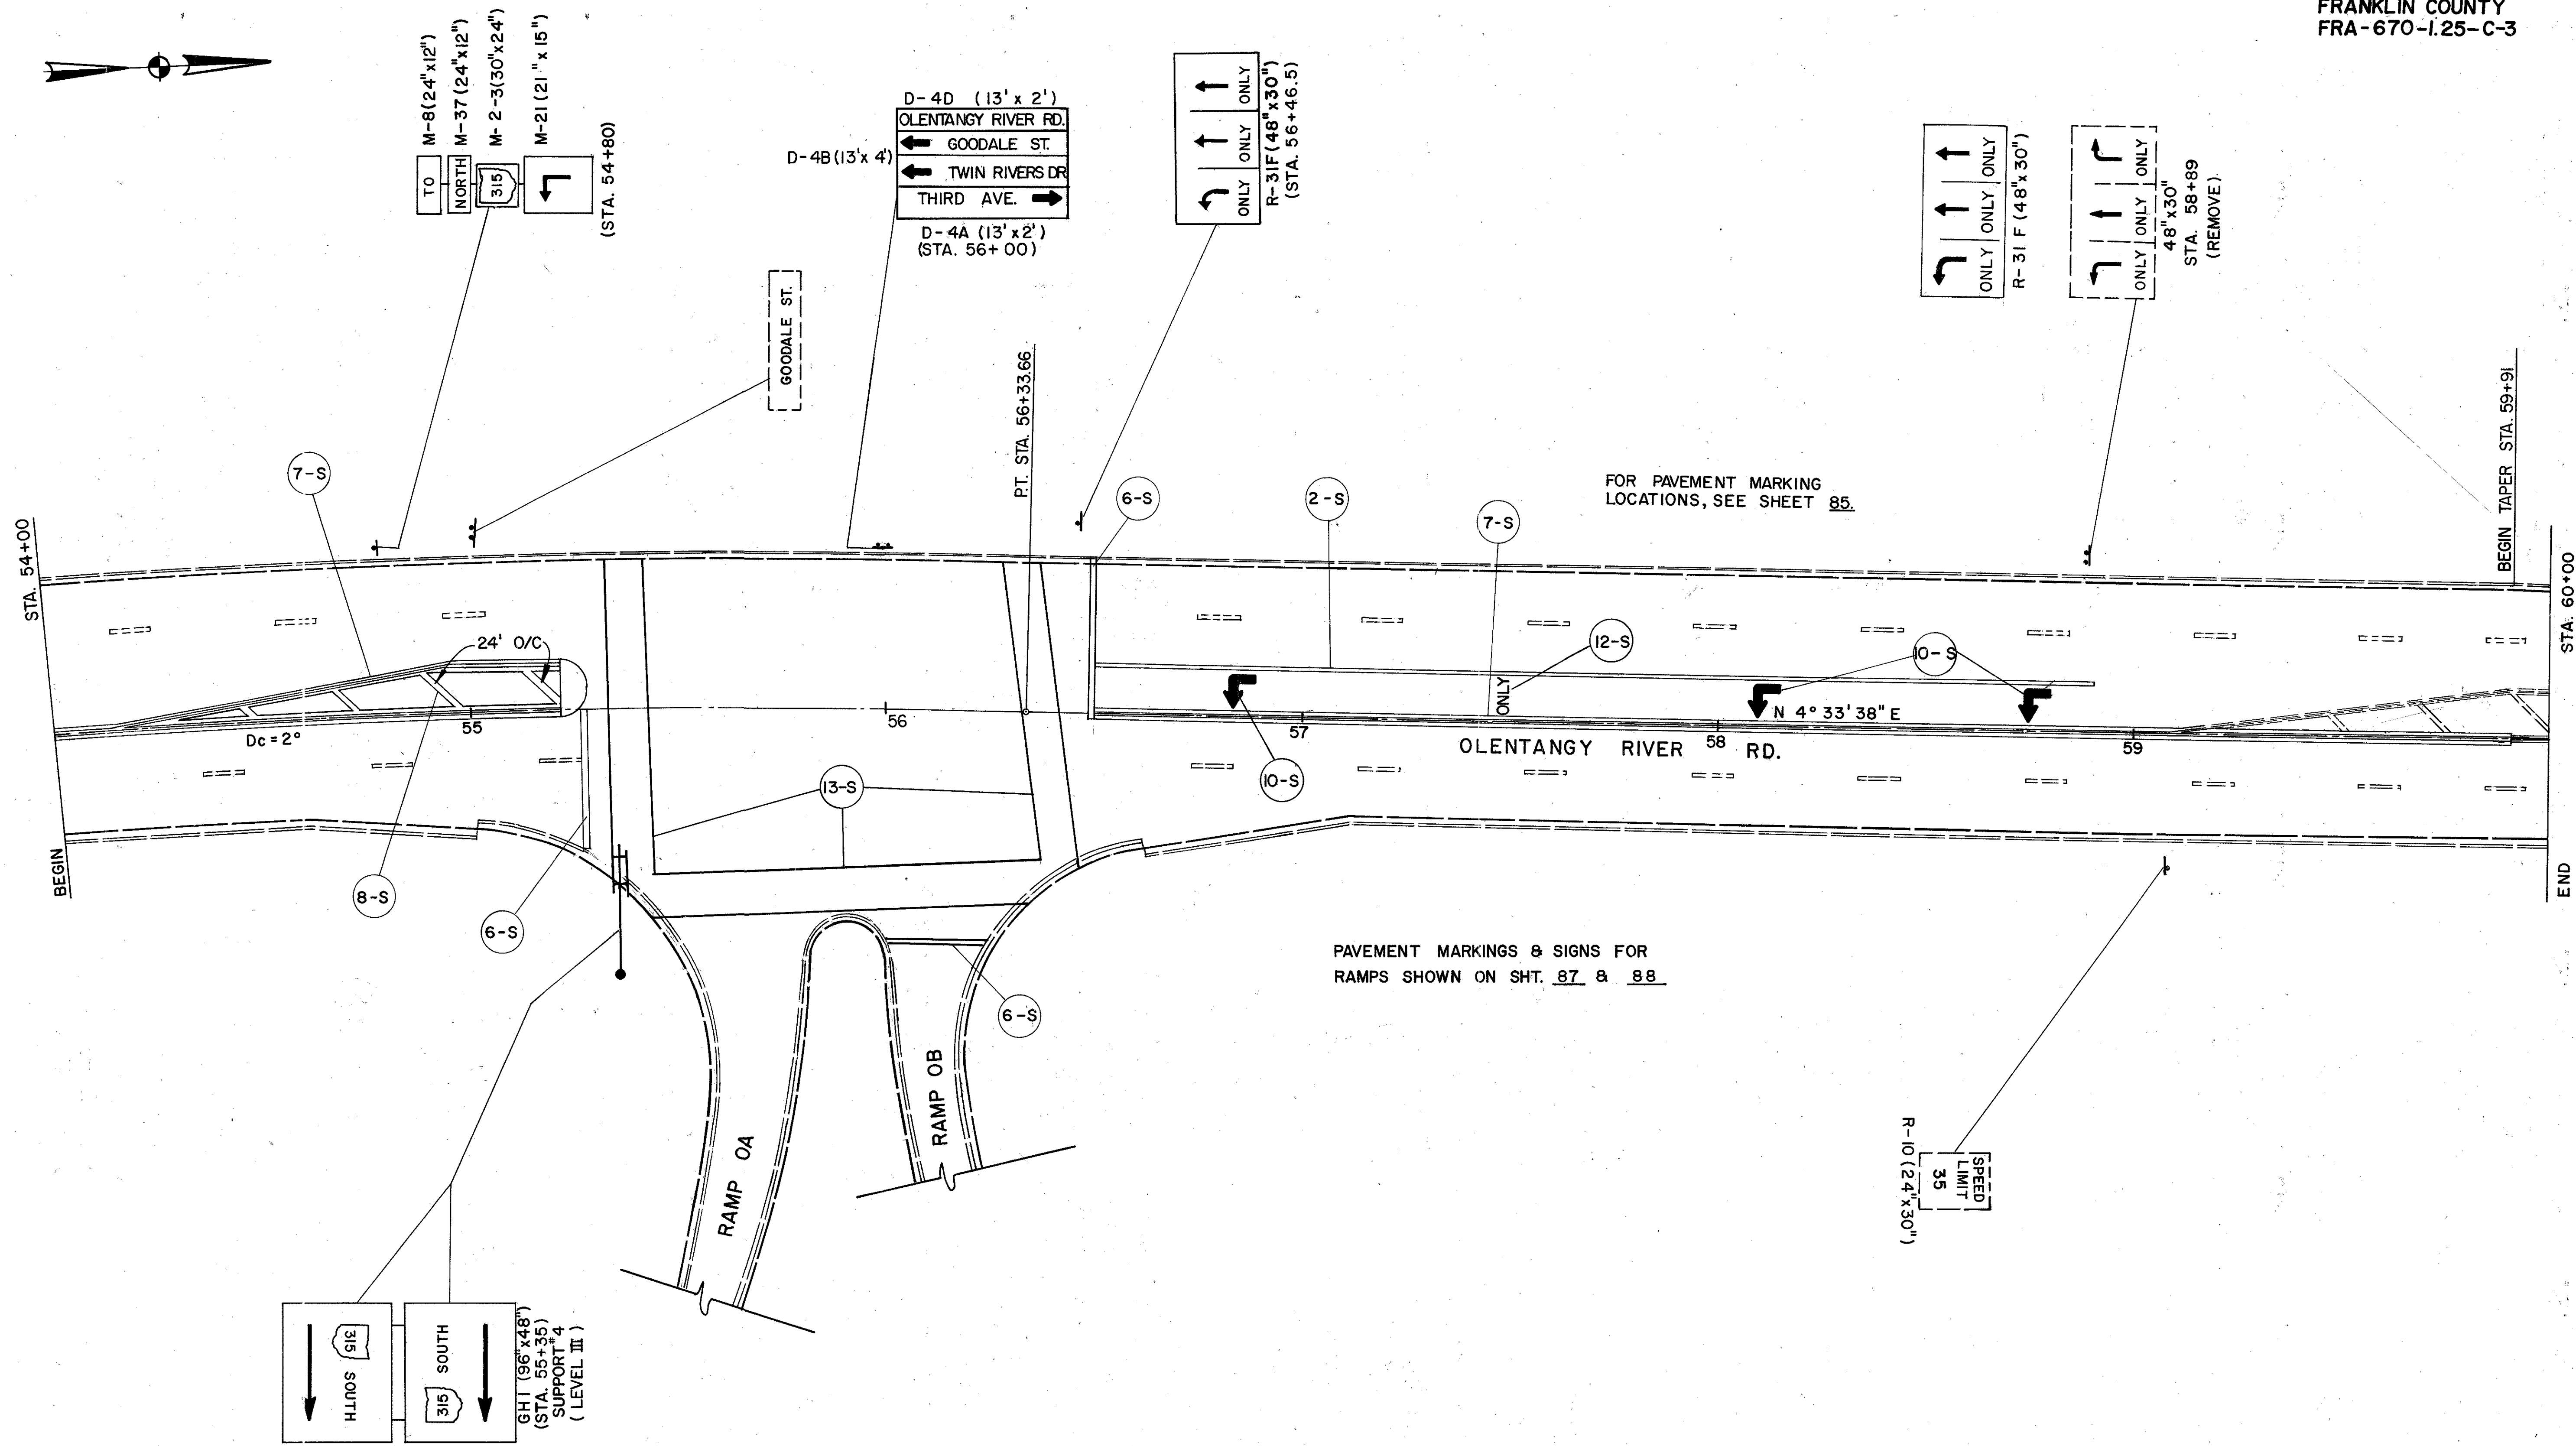 FRANKLIN COUNTY
FRA-670-1.25-C-3
M-8(24"x12")
M-37(24"x12")
M-2-3(30"x24")
M-21(21"x15")
TO
NORTH
315
(STA. 54+80)
GOODALE ST.
D-4D (13'x 2')
OLENTANGY RIVER RD.
GOODALE ST.
TWIN RIVERS DR
THIRD AVE.
D-4B(13'x 4')
D-4A (13'x2')
(STA. 56+00)
ONLY ONLY ONLY
R-31F(48"x30")
(STA. 56+46.5)
ONLY ONLY ONLY
R-31 F (48"x30")
ONLY ONLY ONLY
48"x30"
STA. 58+89
(REMOVE)
P.T. STA. 56+33.66
BEGIN TAPER STA. 59+91
FOR PAVEMENT MARKING
LOCATIONS, SEE SHEET 85.
7-S
6-S
2-S
7-S
12-S
10-S
STA. 54+00
BEGIN
STA. 60+00
END
24' O/C
ONLY
N 4° 33' 38" E
OLENTANGY RIVER RD.
Dc = 2°
55
56
57
58
59
13-S
10-S
8-S
6-S
6-S
PAVEMENT MARKINGS & SIGNS FOR
RAMPS SHOWN ON SHT. 87 & 88
RAMP OA
RAMP OB
SPEED
LIMIT
35
R-10 (24"x30")
315 SOUTH
315 SOUTH
GH1 (96"x48")
(STA. 55+35)
SUPPORT #4
(LEVEL III)